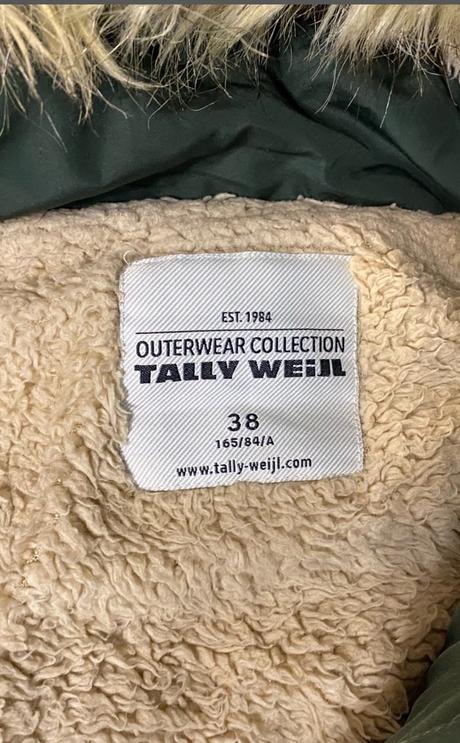 EST. 1984
OUTERWEAR COLLECTION
TALLY WEiJL
38
165/84/A
www.tally-weijl.com